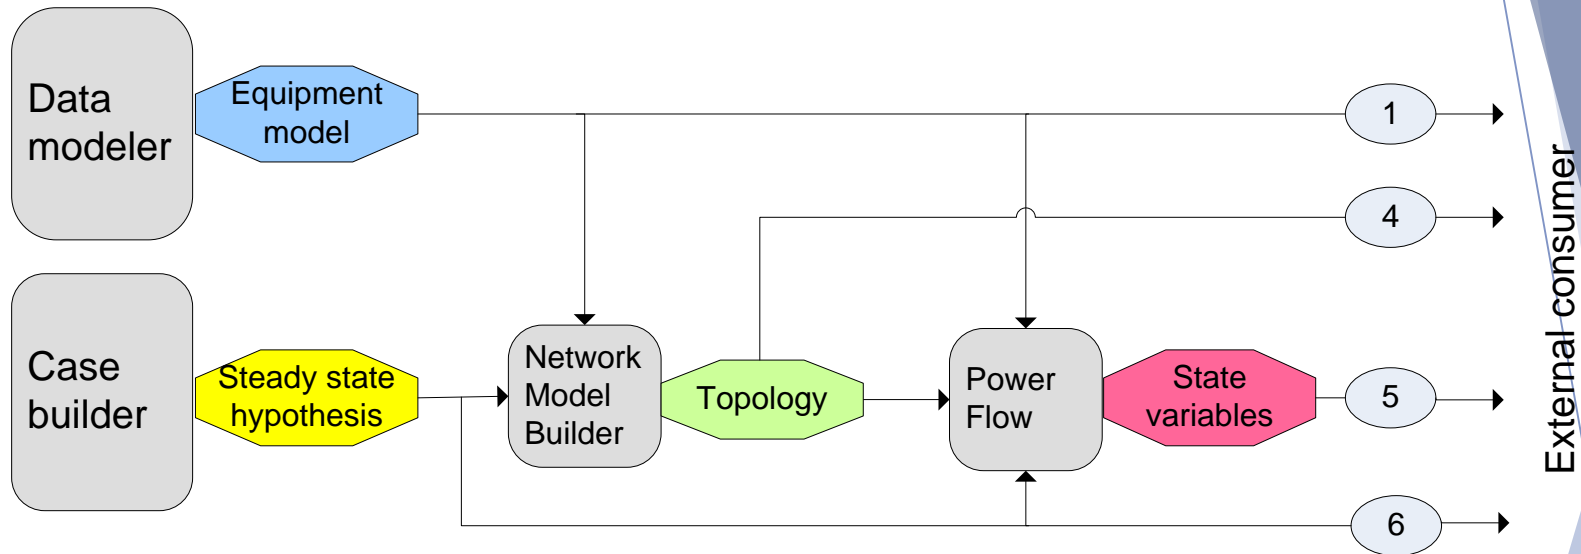 Data
modeler
Equipment
model
1
4
Case
builder
Steady state
hypothesis
Network
Model
Builder
Topology
Power
Flow
State
variables
5
6
External consumer